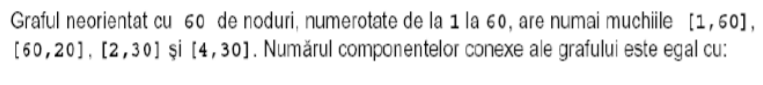 Graful neorientat cu 60 de noduri, numerotate de la 1 la 60, are numai muchiile [1,60],
[60,20], [2,30] şi [4,30]. Numărul componentelor conexe ale grafului este egal cu: